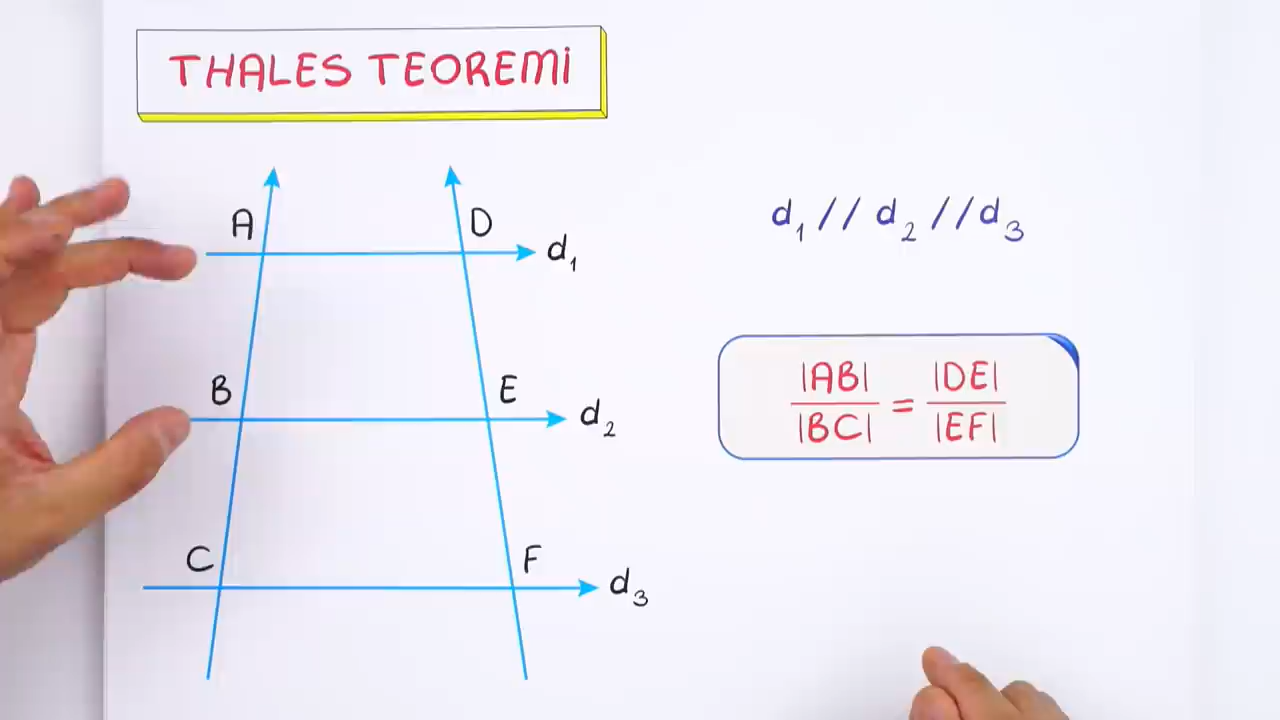 THALES TEOREMİ
A D
d₁
d₁ // d₂ // d₃
B E
d₂
|AB| / |BC| = |DE| / |EF|
C F
d₃